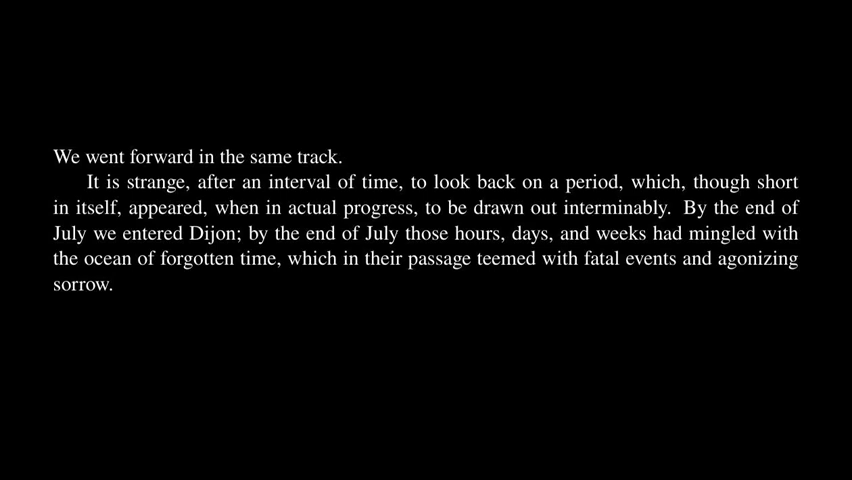 We went forward in the same track.
It is strange, after an interval of time, to look back on a period, which, though short
in itself, appeared, when in actual progress, to be drawn out interminably. By the end of
July we entered Dijon; by the end of July those hours, days, and weeks had mingled with
the ocean of forgotten time, which in their passage teemed with fatal events and agonizing
sorrow.